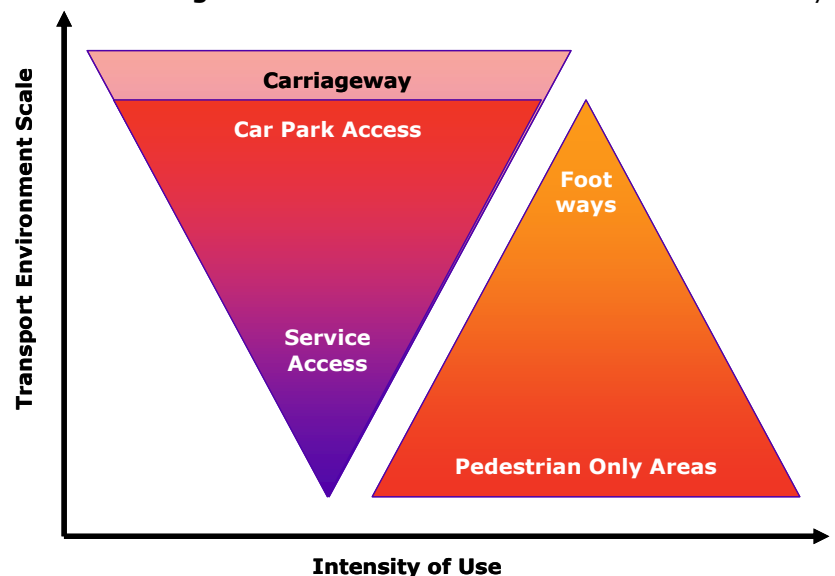 Carriageway
Car Park Access
Foot
ways
Service
Access
Pedestrian Only Areas
Transport Environment Scale
Intensity of Use